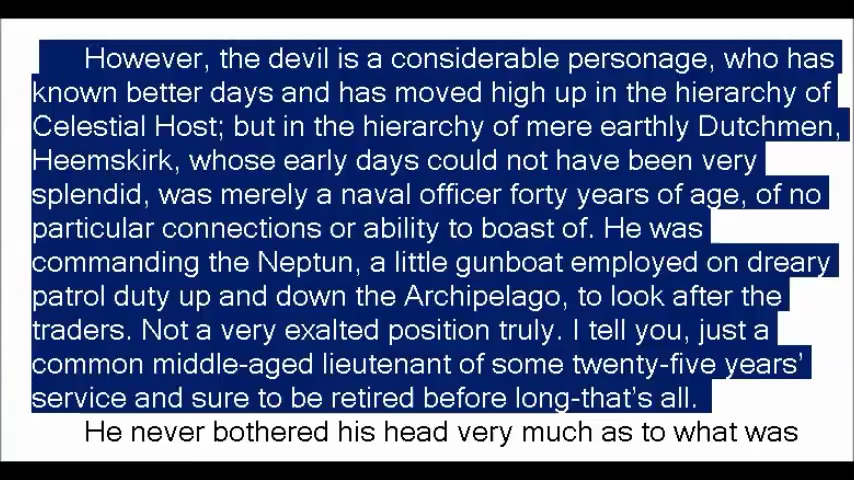 However, the devil is a considerable personage, who has
known better days and has moved high up in the hierarchy of
Celestial Host; but in the hierarchy of mere earthly Dutchmen,
Heemskirk, whose early days could not have been very
splendid, was merely a naval officer forty years of age, of no
particular connections or ability to boast of. He was
commanding the Neptun, a little gunboat employed on dreary
patrol duty up and down the Archipelago, to look after the
traders. Not a very exalted position truly. I tell you, just a
common middle-aged lieutenant of some twenty-five years’
service and sure to be retired before long-that’s all.
He never bothered his head very much as to what was